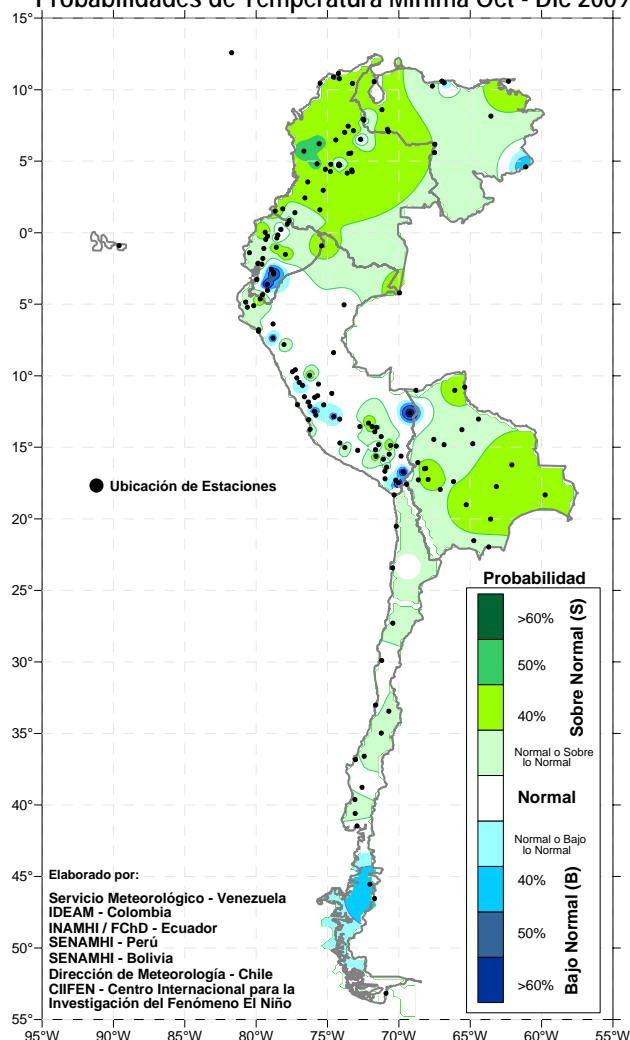 Probabilidades de Temperatura Mínima Oct - Dic 2009
15°
10°
5°
0°
5°
10°
15°
20°
25°
30°
35°
40°
45°
50°
55°
95°W
90°W
85°W
80°W
75°W
70°W
65°W
60°W
55°W
Ubicación de Estaciones
Probabilidad
>60%
50%
40%
Sobre Normal (S)
Normal o Sobre
lo Normal
Normal
Normal o Bajo
lo Normal
40%
50%
>60%
Bajo Normal (B)
Elaborado por:
Servicio Meteorológico - Venezuela
IDEAM - Colombia
INAMHI / FChD - Ecuador
SENAMHI - Perú
SENAMHI - Bolivia
Dirección de Meteorología - Chile
CIIFEN - Centro Internacional para la
Investigación del Fenómeno El Niño